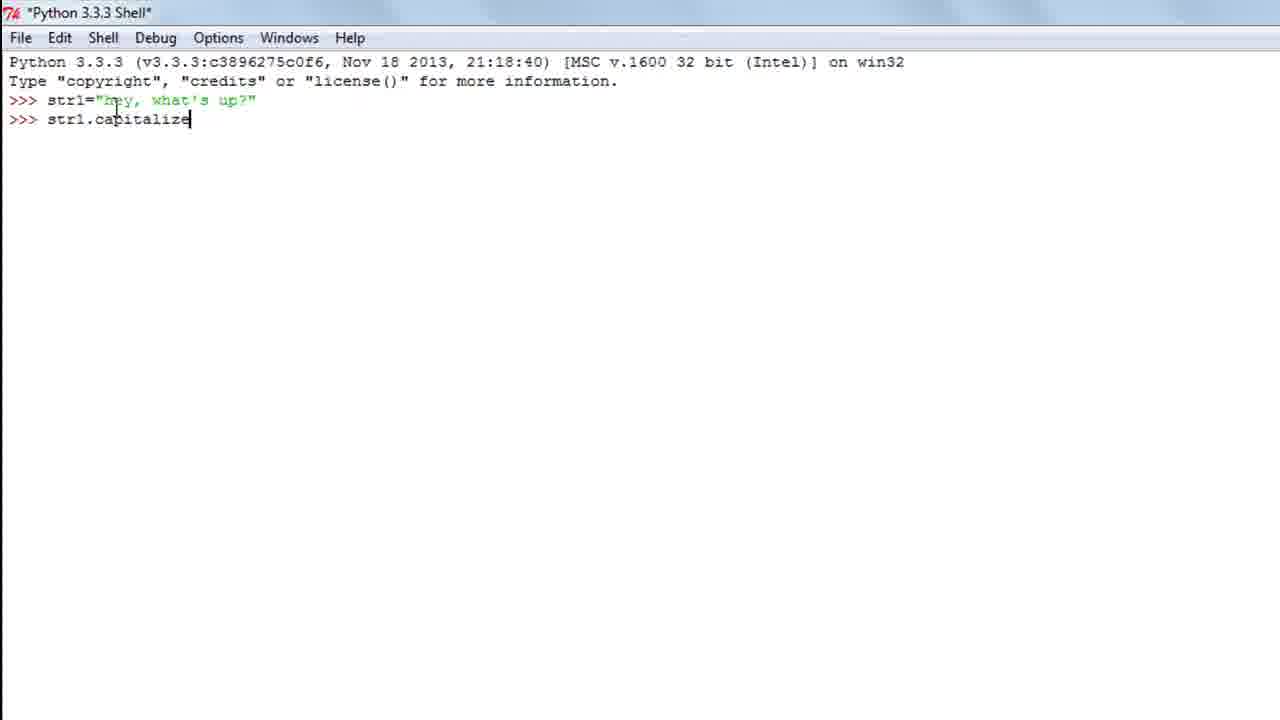 *Python 3.3.3 Shell*
File Edit Shell Debug Options Windows Help
Python 3.3.3 (v3.3.3:c3896275c0f6, Nov 18 2013, 21:18:40) [MSC v.1600 32 bit (Intel)] on win32
Type "copyright", "credits" or "license()" for more information.
>>> str1="hey, what's up?"
>>> str1.capitalize